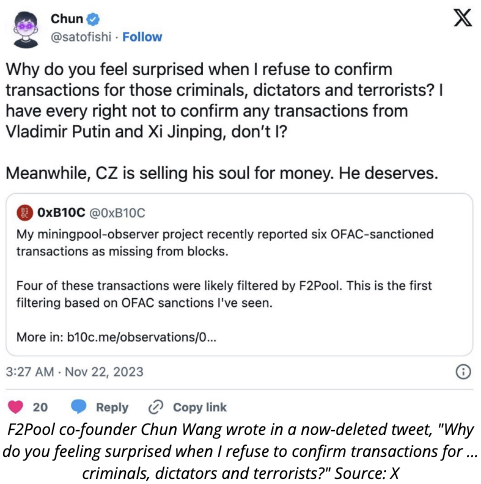 Chun
@satofishi · Follow
X
Why do you feel surprised when I refuse to confirm
transactions for those criminals, dictators and terrorists? I
have every right not to confirm any transactions from
Vladimir Putin and Xi Jinping, don't I?
Meanwhile, CZ is selling his soul for money. He deserves.
0xB10C @0xB10C
My miningpool-observer project recently reported six OFAC-sanctioned
transactions as missing from blocks.
Four of these transactions were likely filtered by F2Pool. This is the first
filtering based on OFAC sanctions I've seen.
More in: b10c.me/observations/0...
3:27 AM · Nov 22, 2023
20 Reply Copy link
F2Pool co-founder Chun Wang wrote in a now-deleted tweet, "Why
do you feeling surprised when I refuse to confirm transactions for ...
criminals, dictators and terrorists?" Source: X